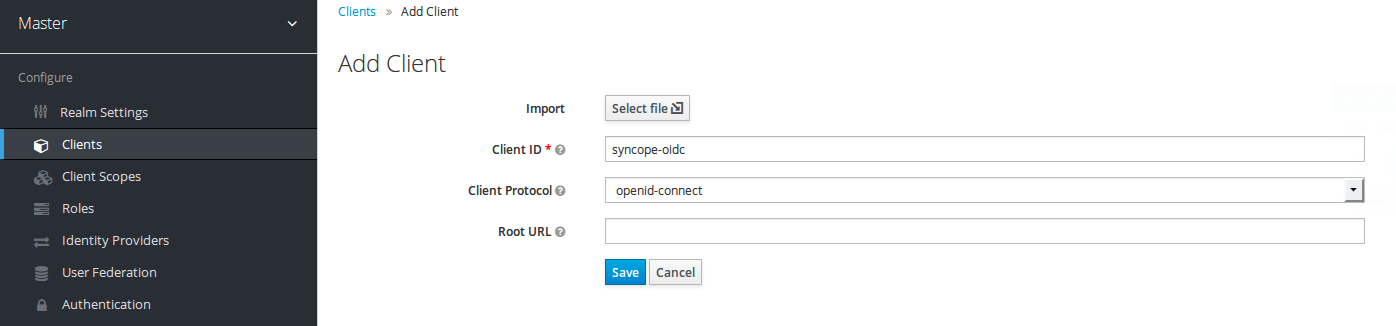 Master
Configure
Realm Settings
Clients
Client Scopes
Roles
Identity Providers
User Federation
Authentication
Clients » Add Client
Add Client
Import Select file
Client ID * syncope-oidc
Client Protocol openid-connect
Root URL
Save Cancel